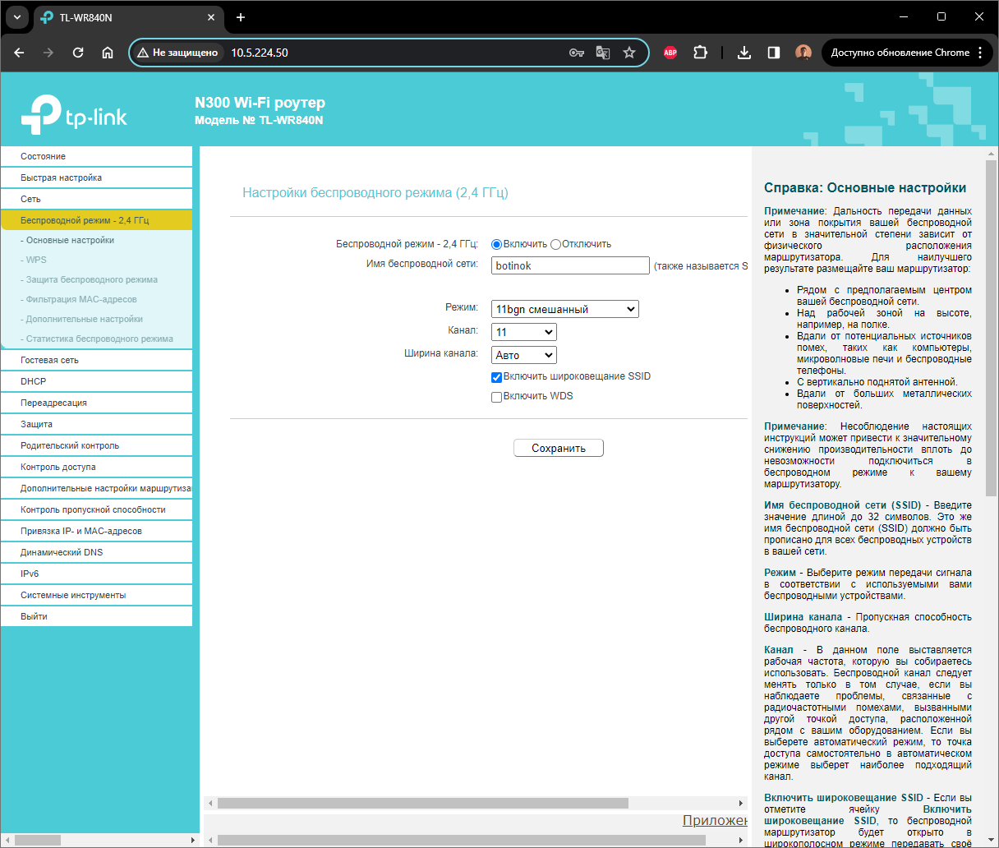 TL-WR840N
Не защищено
10.5.224.50
ABP
Доступно обновление Chrome
tp-link
N300 Wi-Fi роутер
Модель № TL-WR840N
Состояние
Быстрая настройка
Сеть
Беспроводной режим - 2,4 ГГц
- Основные настройки
- WPS
- Защита беспроводного режима
- Фильтрация MAC-адресов
- Дополнительные настройки
- Статистика беспроводного режима
Гостевая сеть
DHCP
Переадресация
Защита
Родительский контроль
Контроль доступа
Дополнительные настройки маршрутиза
Контроль пропускной способности
Привязка IP- и MAC-адресов
Динамический DNS
IPv6
Системные инструменты
Выйти
Настройки беспроводного режима (2,4 ГГц)
Беспроводной режим - 2,4 ГГц: Включить Отключить
Имя беспроводной сети: botinok (также называется S
Режим: 11bgn смешанный
Канал: 11
Ширина канала: Авто
Включить широковещание SSID
Включить WDS
Сохранить
Приложен
Справка: Основные настройки
Примечание: Дальность передачи данных
или зона покрытия вашей беспроводной
сети в значительной степени зависит от
физического расположения
маршрутизатора. Для наилучшего
результате размещайте ваш маршрутизатор:
• Рядом с предполагаемым центром
вашей беспроводной сети.
• Над рабочей зоной на высоте,
например, на полке.
• Вдали от потенциальных источников
помех, таких как компьютеры,
микроволновые печи и беспроводные
телефоны.
• С вертикально поднятой антенной.
• Вдали от больших металлических
поверхностей.
Примечание: Несоблюдение настоящих
инструкций может привести к значительному
снижению производительности вплоть до
невозможности подключиться в
беспроводном режиме к вашему
маршрутизатору.
Имя беспроводной сети (SSID) - Введите
значение длиной до 32 символов. Это же
имя беспроводной сети (SSID) должно быть
прописано для всех беспроводных устройств
в вашей сети.
Режим - Выберите режим передачи сигнала
в соответствии с используемыми вами
беспроводными устройствами.
Ширина канала - Пропускная способность
беспроводного канала.
Канал - В данном поле выставляется
рабочая частота, которую вы собираетесь
использовать. Беспроводной канал следует
менять только в том случае, если вы
наблюдаете проблемы, связанные с
радиочастотными помехами, вызванными
другой точкой доступа, расположенной
рядом с вашим оборудованием. Если вы
выберете автоматический режим, то точка
доступа самостоятельно в автоматическом
режиме выберет наиболее подходящий
канал.
Включить широковещание SSID - Если вы
отметите ячейку Включить
широковещание SSID, то беспроводной
маршрутизатор будет открыто в
широкополосном режиме передавать своё